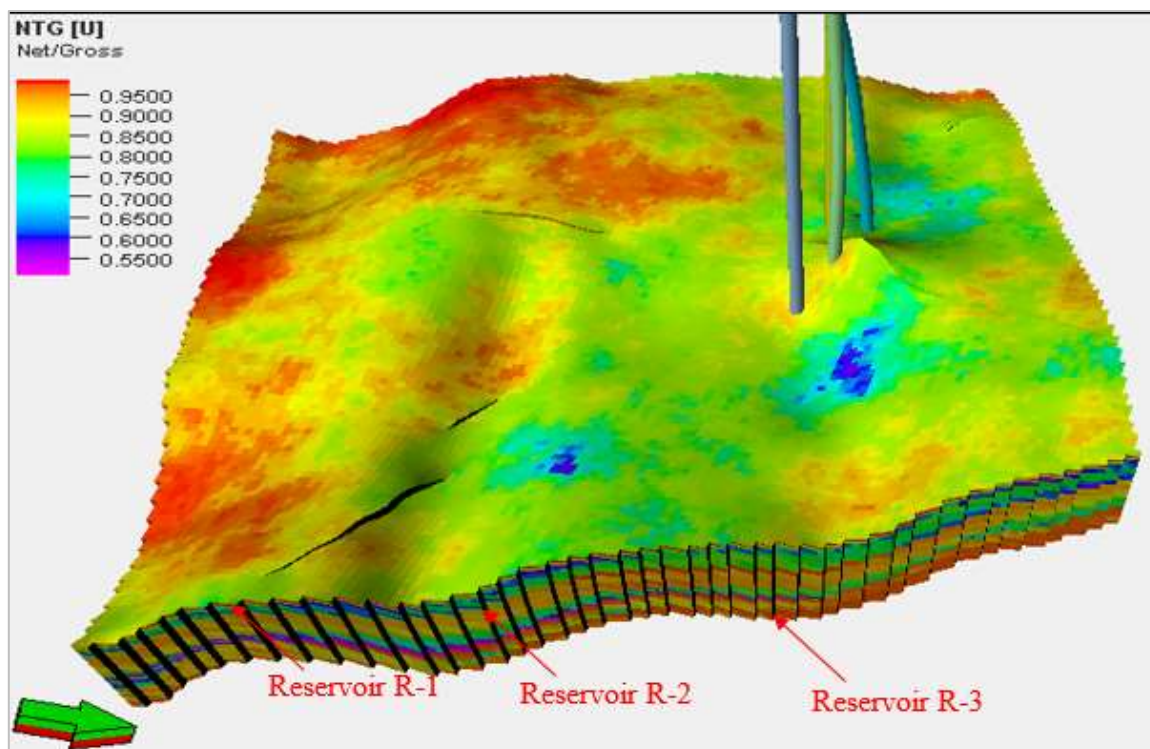 NTG [U]
Net/Gross
0.9500
0.9000
0.8500
0.8000
0.7500
0.7000
0.6500
0.6000
0.5500
Reservoir R-1
Reservoir R-2
Reservoir R-3